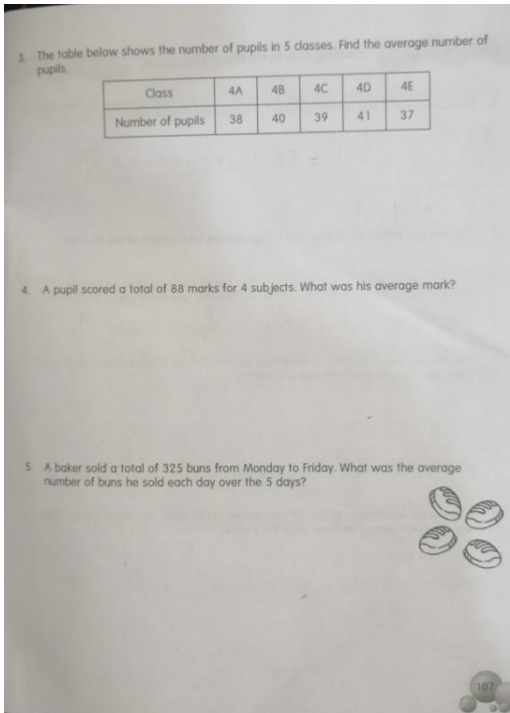 3. The table below shows the number of pupils in 5 classes. Find the average number of
pupils.
Class 4A 4B 4C 4D 4E
Number of pupils 38 40 39 41 37
4. A pupil scored a total of 88 marks for 4 subjects. What was his average mark?
5. A baker sold a total of 325 buns from Monday to Friday. What was the average
number of buns he sold each day over the 5 days?
107